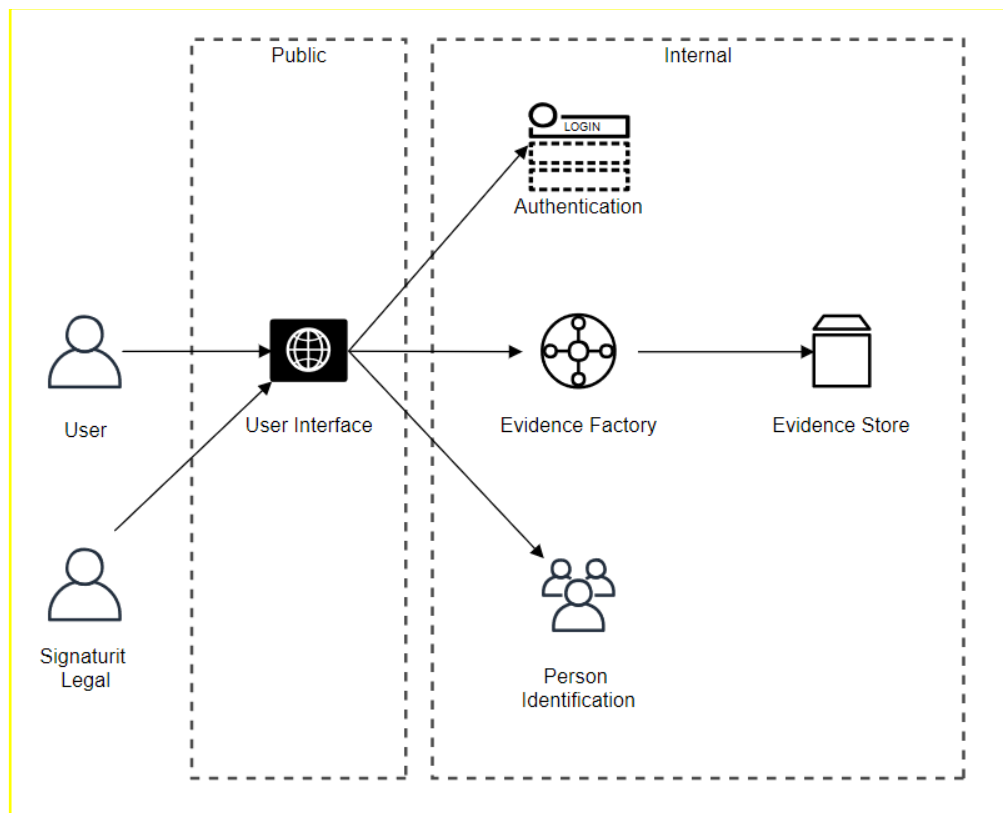 Public
Internal
LOGIN
Authentication
User
User Interface
Evidence Factory
Evidence Store
Signaturit
Legal
Person
Identification